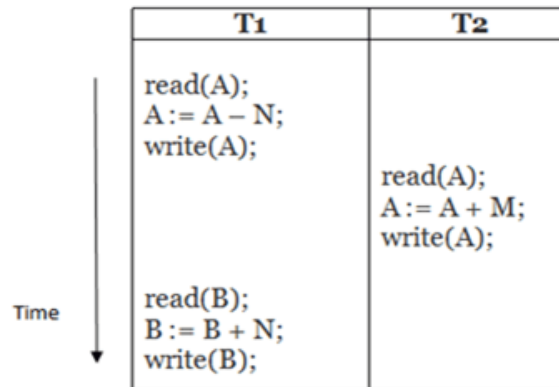 T1 T2
read(A);
A := A – N;
write(A);
read(A);
A := A + M;
write(A);
read(B);
B := B + N;
write(B);
Time